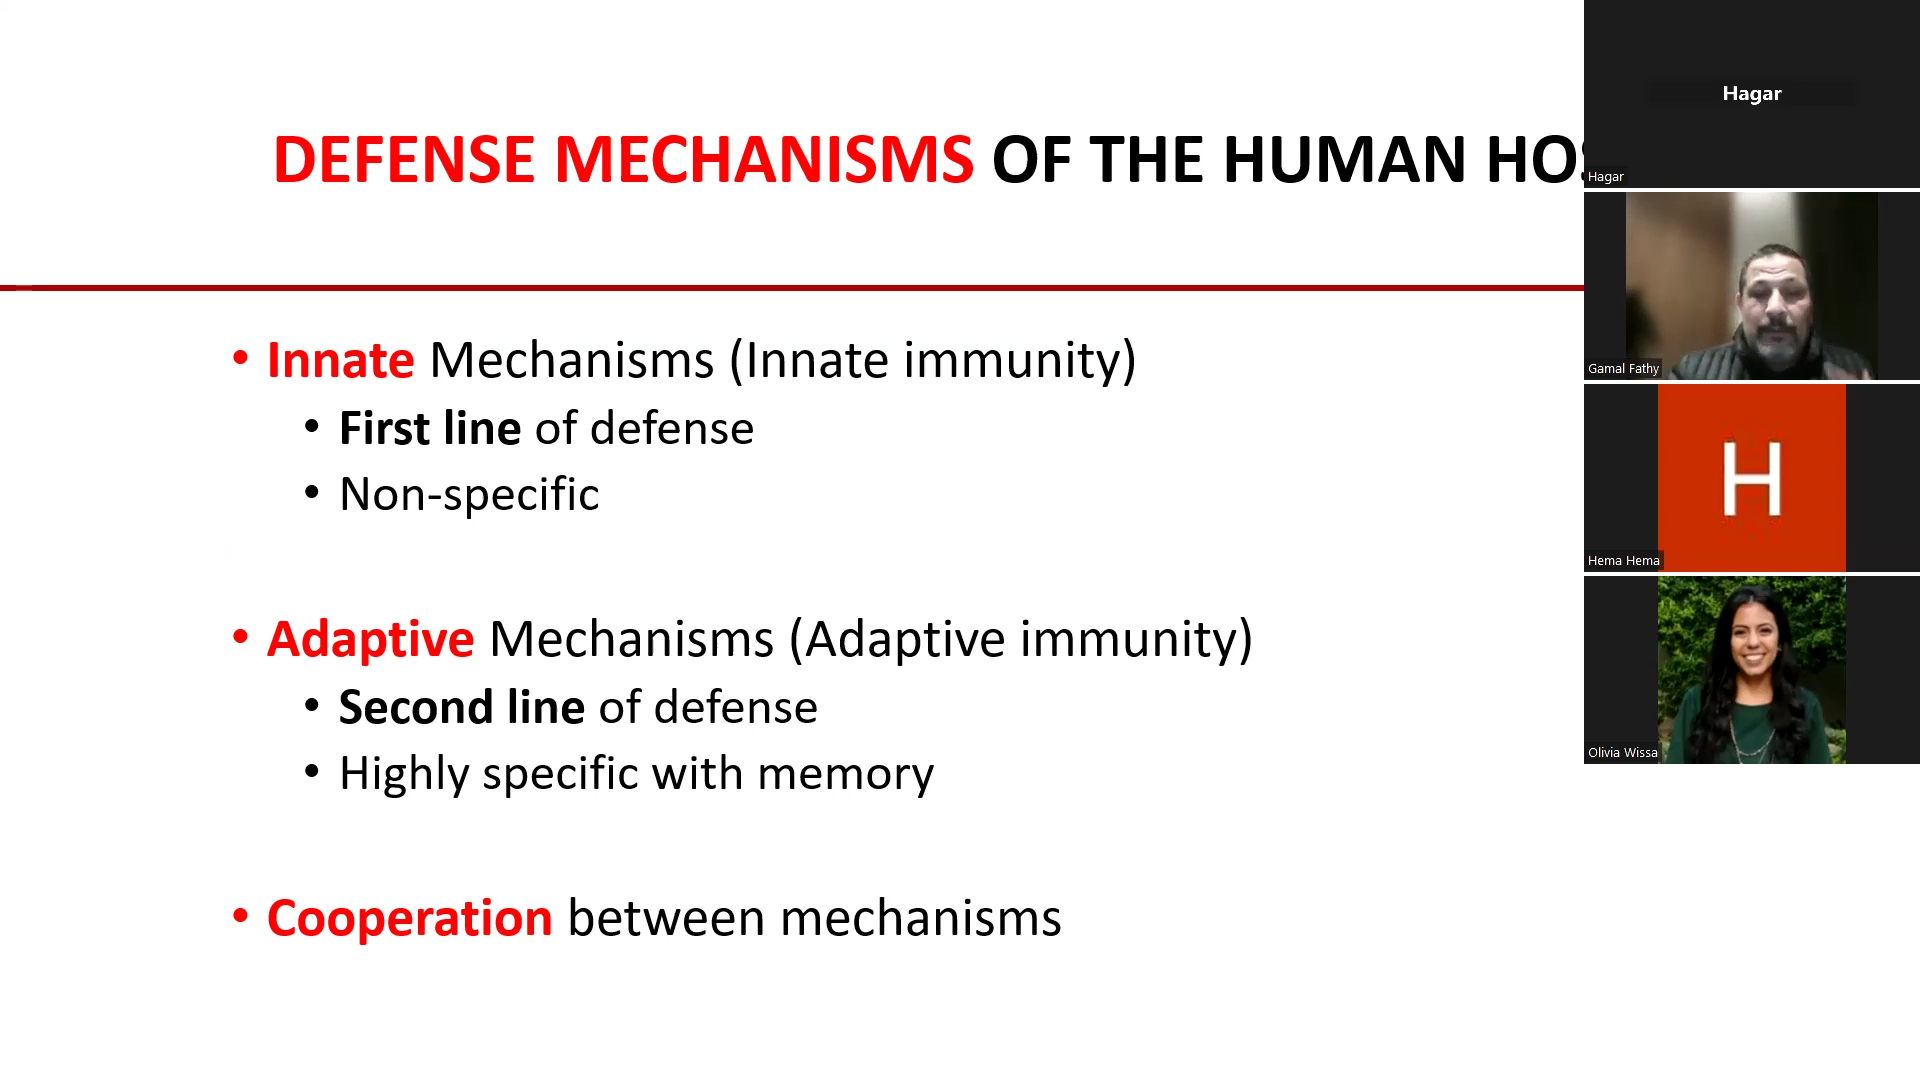 DEFENSE MECHANISMS OF THE HUMAN
• Innate Mechanisms (Innate immunity)
• First line of defense
• Non-specific
• Adaptive Mechanisms (Adaptive immunity)
• Second line of defense
• Highly specific with memory
• Cooperation between mechanisms
Hagar
Hagar
Gamal Fathy
H
Hema Hema
Olivia Wissa